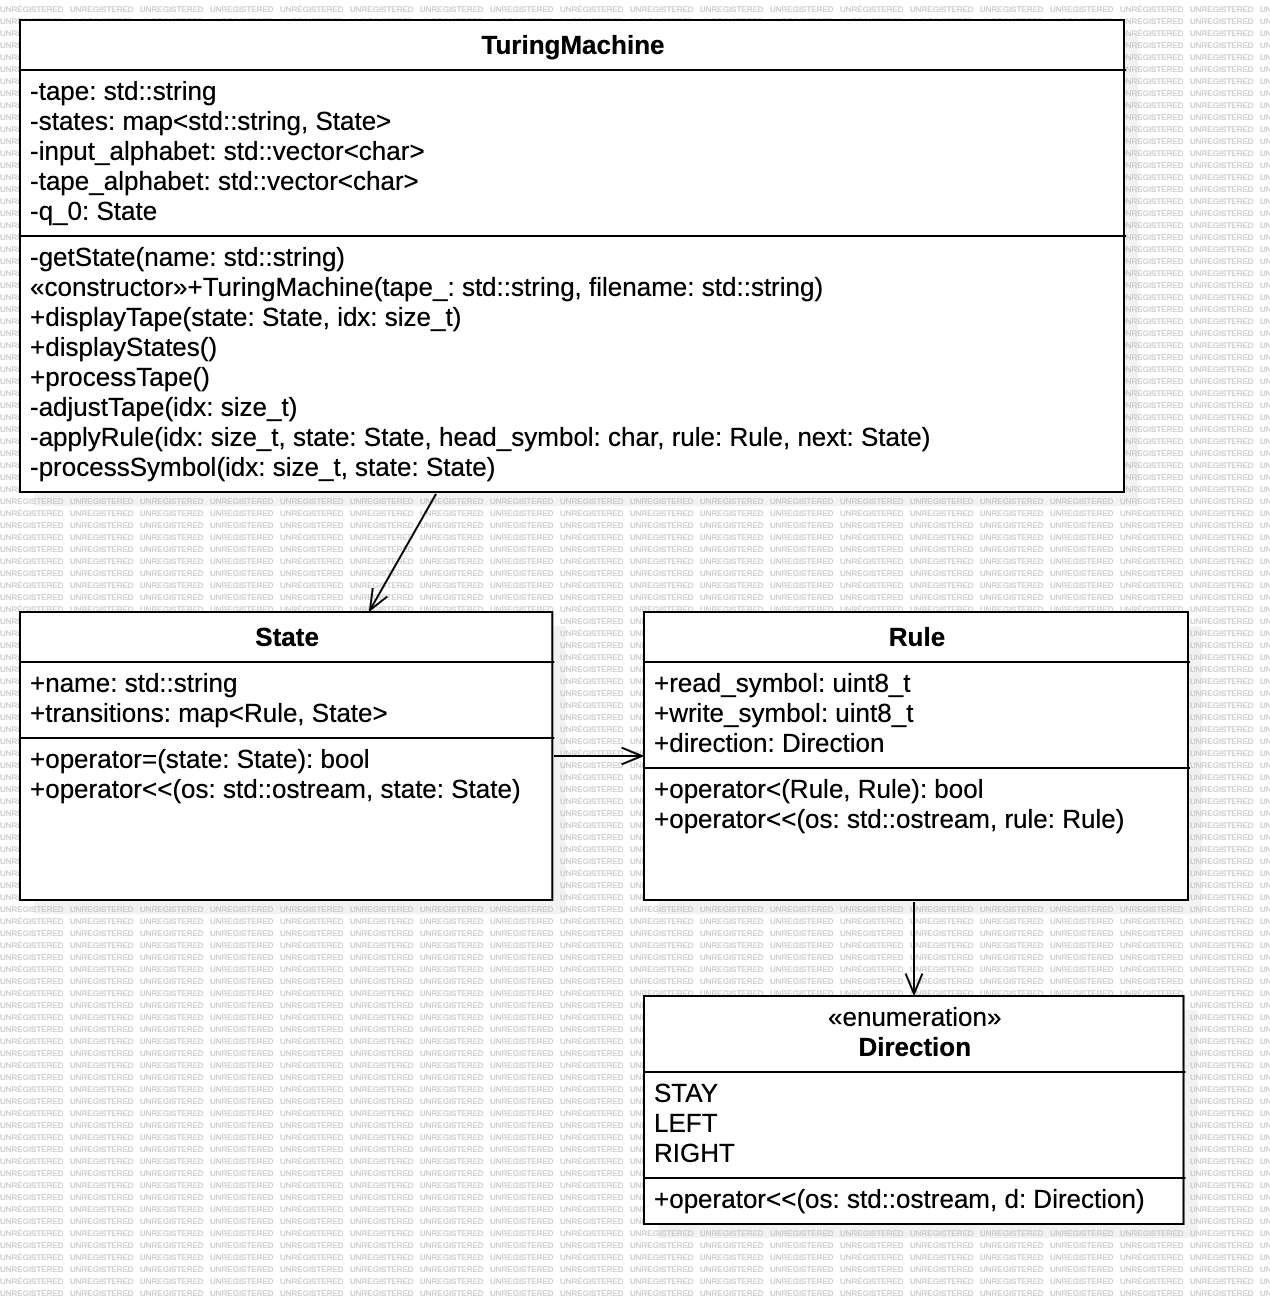 TuringMachine
-tape: std::string
-states: map<std::string, State>
-input_alphabet: std::vector<char>
-tape_alphabet: std::vector<char>
-q_0: State
-getState(name: std::string)
«constructor»+TuringMachine(tape_: std::string, filename: std::string)
+displayTape(state: State, idx: size_t)
+displayStates()
+processTape()
-adjustTape(idx: size_t)
-applyRule(idx: size_t, state: State, head_symbol: char, rule: Rule, next: State)
-processSymbol(idx: size_t, state: State)
State
+name: std::string
+transitions: map<Rule, State>
+operator=(state: State): bool
+operator<<(os: std::ostream, state: State)
Rule
+read_symbol: uint8_t
+write_symbol: uint8_t
+direction: Direction
+operator<(Rule, Rule): bool
+operator<<(os: std::ostream, rule: Rule)
«enumeration»
Direction
STAY
LEFT
RIGHT
+operator<<(os: std::ostream, d: Direction)
UNREGISTERED